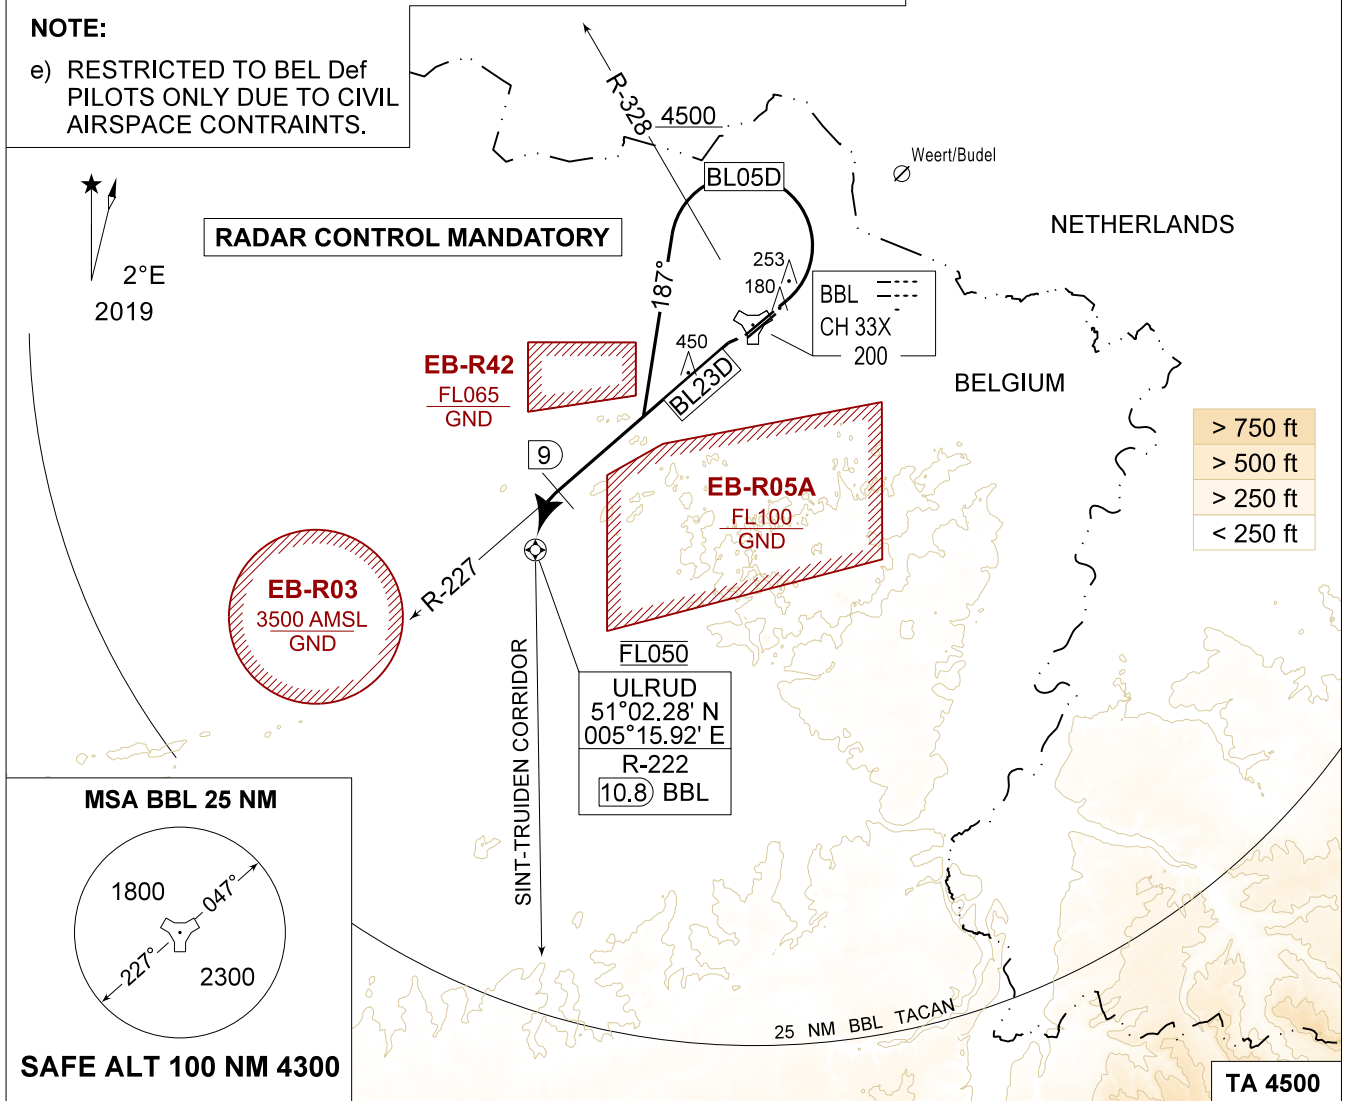 NOTE:
e) RESTRICTED TO BEL Def
PILOTS ONLY DUE TO CIVIL
AIRSPACE CONTRAINTS.
R-328
4500
Weert/Budel
BL05D
NETHERLANDS
RADAR CONTROL MANDATORY
2°E
2019
187°
253
180
BBL
CH 33X
200
450
BL23D
BELGIUM
EB-R42
FL065
GND
> 750 ft
> 500 ft
> 250 ft
< 250 ft
9
EB-R05A
FL100
GND
R-227
EB-R03
3500 AMSL
GND
FL050
ULRUD
51°02.28' N
005°15.92' E
R-222
10.8 BBL
SINT-TRUIDEN CORRIDOR
MSA BBL 25 NM
1800
047°
227°
2300
SAFE ALT 100 NM 4300
25 NM BBL TACAN
TA 4500